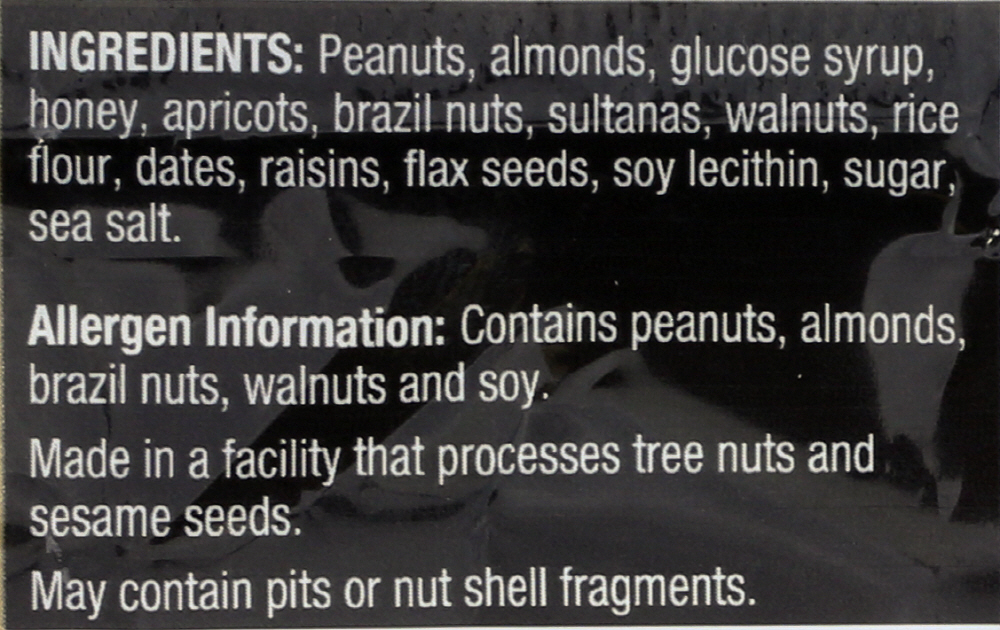 INGREDIENTS: Peanuts, almonds, glucose syrup,
honey, apricots, brazil nuts, sultanas, walnuts, rice
flour, dates, raisins, flax seeds, soy lecithin, sugar,
sea salt.
Allergen Information: Contains peanuts, almonds,
brazil nuts, walnuts and soy.
Made in a facility that processes tree nuts and
sesame seeds.
May contain pits or nut shell fragments.